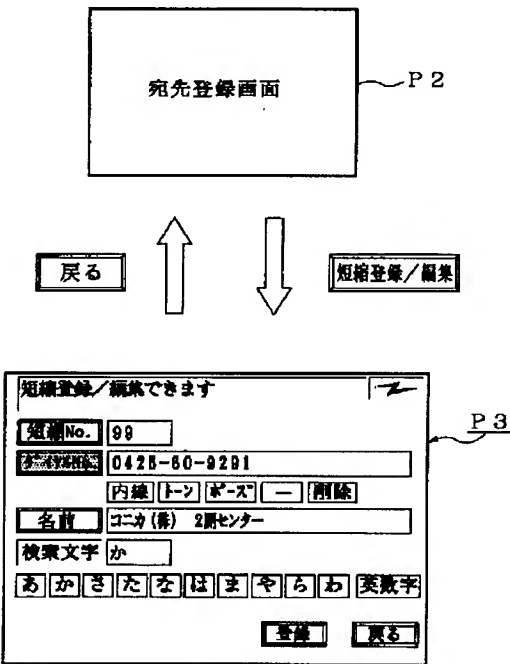 宛先登録画面
P2
戻る
短縮登録/編集
短縮登録/編集できます
P3
短縮No. 99
0425-60-9291
内線 トーン ポーズ ー 削除
名前 コニカ(株) 2開センター
検索文字 か
あ か さ た な は ま や ら わ 英数字
登録 戻る